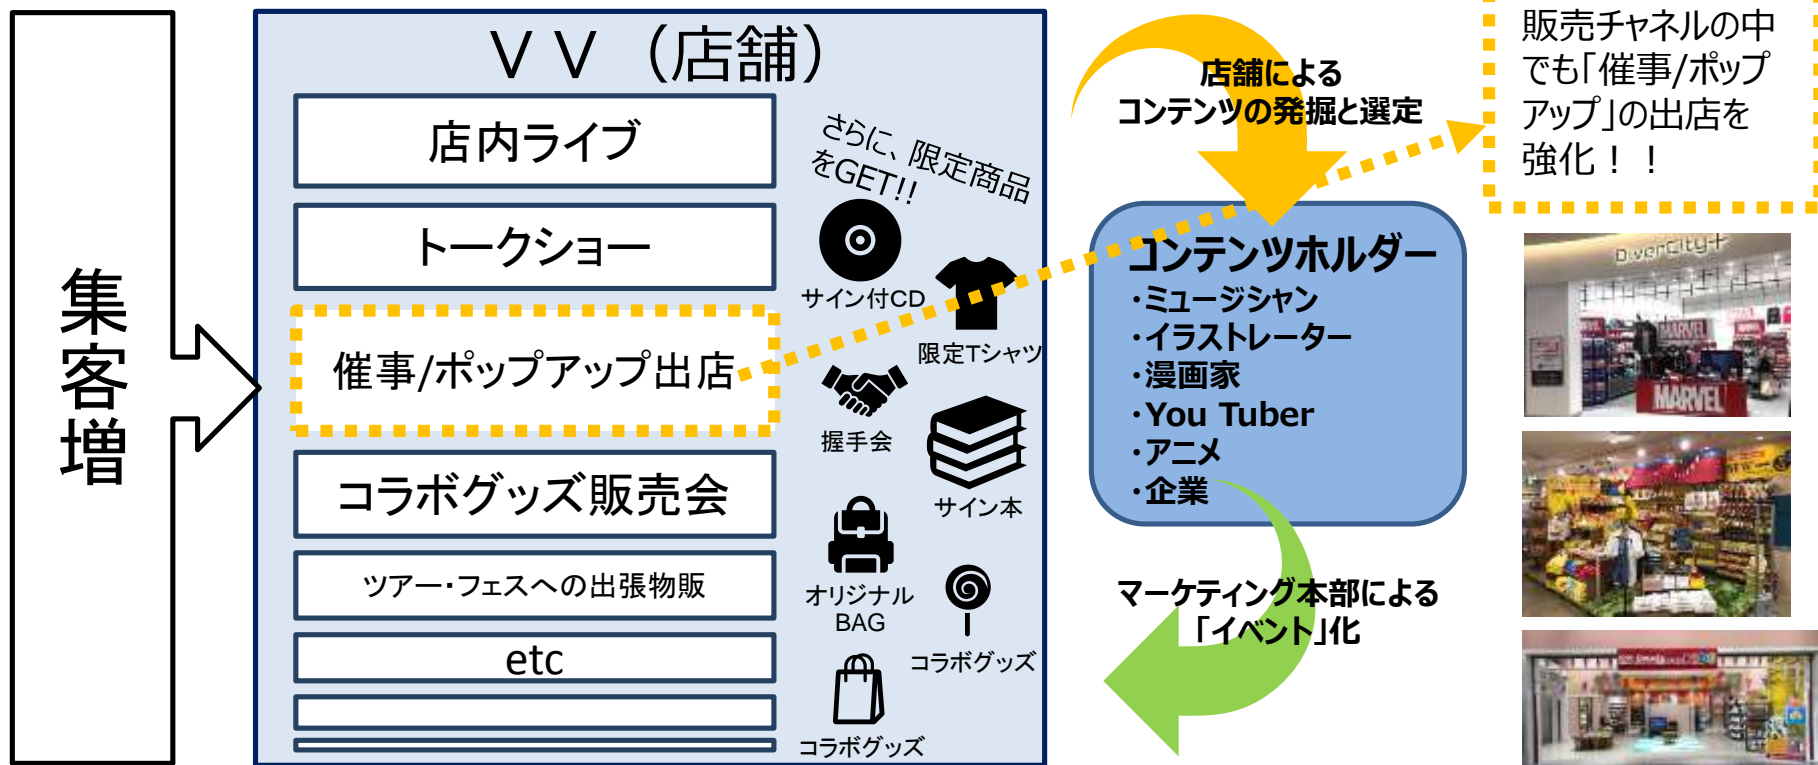 集客増
ＶＶ（店舗）
店内ライブ
トークショー
催事/ポップアップ出店
コラボグッズ販売会
ツアー・フェスへの出張物販
etc
さらに、限定商品
をGET!!
サイン付CD
限定Tシャツ
握手会
サイン本
オリジナル
BAG
コラボグッズ
コラボグッズ
店舗による
コンテンツの発掘と選定
コンテンツホルダー
・ミュージシャン
・イラストレーター
・漫画家
・You Tuber
・アニメ
・企業
マーケティング本部による
「イベント」化
販売チャネルの中
でも「催事/ポップ
アップ」の出店を
強化！！
DiverCity+
MARVEL
MARVEL